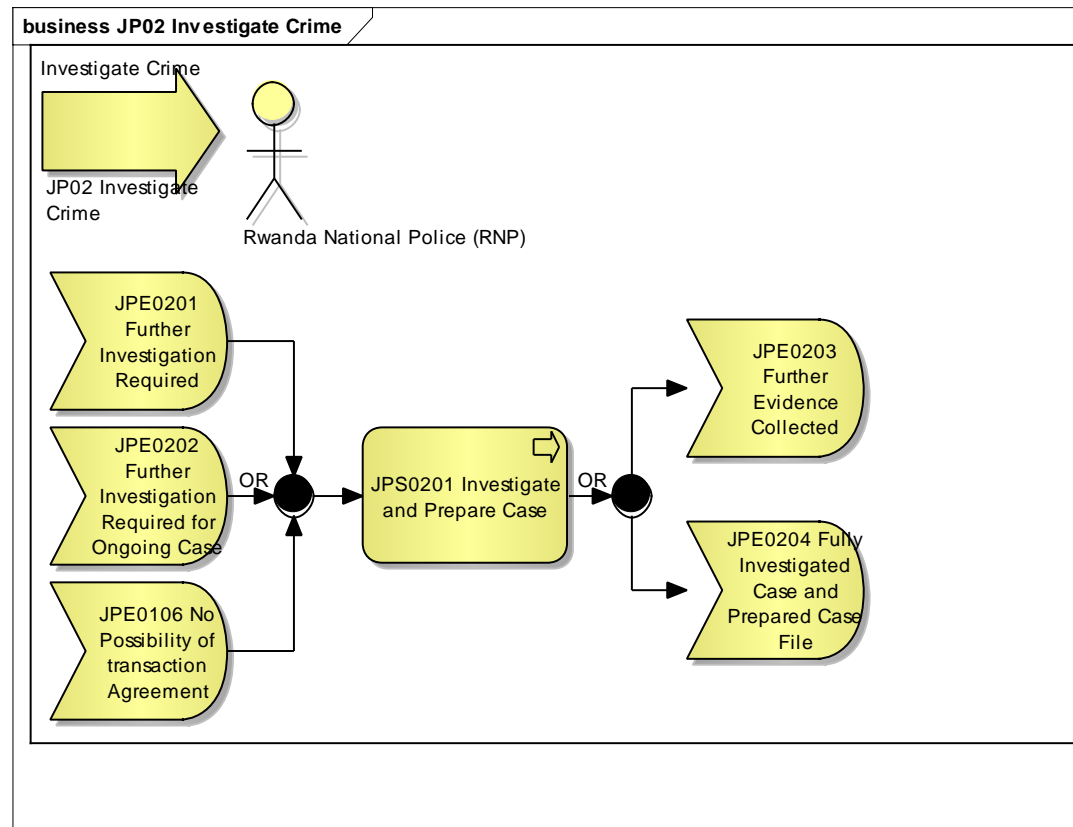 business JP02 Investigate Crime
Investigate Crime
JP02 Investigate
Crime
Rwanda National Police (RNP)
JPE0201
Further
Investigation
Required
JPE0202
Further
Investigation
Required for
Ongoing Case
JPE0106 No
Possibility of
transaction
Agreement
OR
JPS0201 Investigate
and Prepare Case
OR
JPE0203
Further
Evidence
Collected
JPE0204 Fully
Investigated
Case and
Prepared Case
File